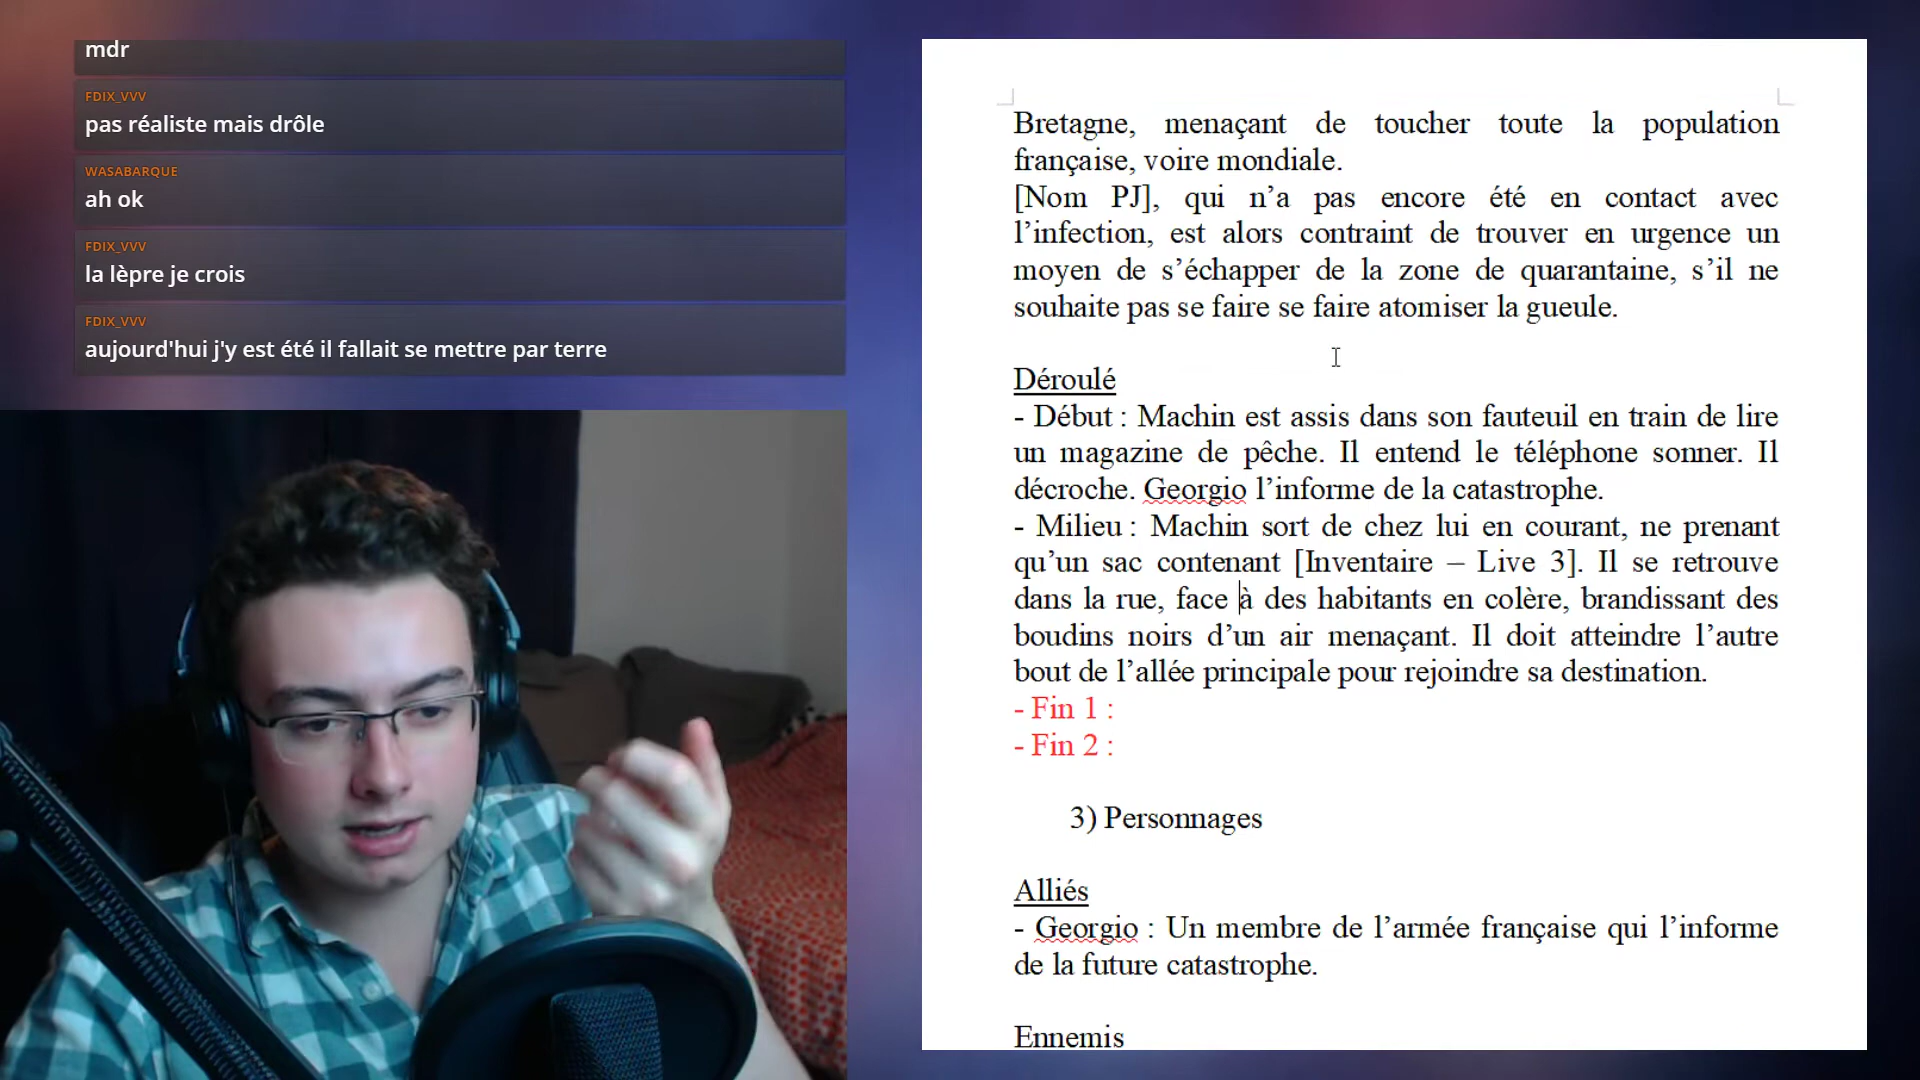 mdr
FDIX_VVV
pas réaliste mais drôle
WASABARQUE
ah ok
FDIX_VVV
la lèpre je crois
FDIX_VVV
aujourd'hui j'y est été il fallait se mettre par terre
Bretagne, menaçant de toucher toute la population
française, voire mondiale.
[Nom PJ], qui n’a pas encore été en contact avec
l’infection, est alors contraint de trouver en urgence un
moyen de s’échapper de la zone de quarantaine, s’il ne
souhaite pas se faire se faire atomiser la gueule.
Déroulé
- Début : Machin est assis dans son fauteuil en train de lire
un magazine de pêche. Il entend le téléphone sonner. Il
décroche. Georgio l’informe de la catastrophe.
- Milieu : Machin sort de chez lui en courant, ne prenant
qu’un sac contenant [Inventaire – Live 3]. Il se retrouve
dans la rue, face à des habitants en colère, brandissant des
boudins noirs d’un air menaçant. Il doit atteindre l’autre
bout de l’allée principale pour rejoindre sa destination.
- Fin 1 :
- Fin 2 :
3) Personnages
Alliés
- Georgio : Un membre de l’armée française qui l’informe
de la future catastrophe.
Ennemis